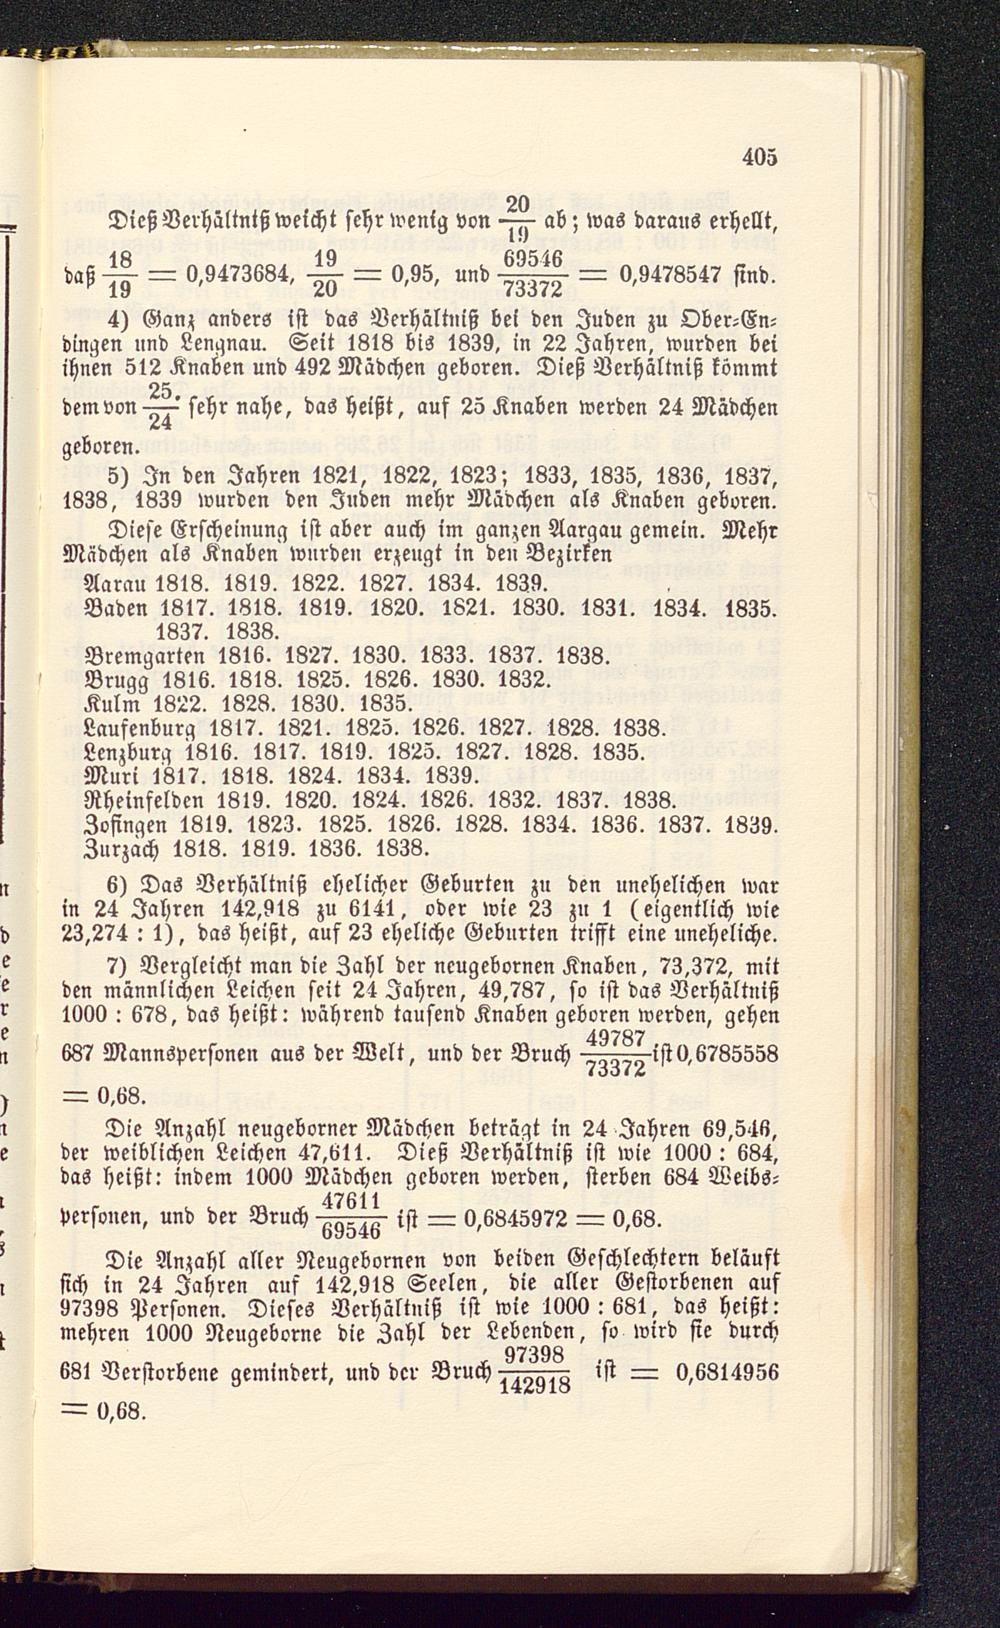 405
Dieß Verhältniß weicht sehr wenig von 20/19 ab; was daraus erhellt,
daß 18/19 = 0,9473684, 19/20 = 0,95, und 69546/73372 = 0,9478547 sind.
4) Ganz anders ist das Verhältniß bei den Juden zu Ober-En-
dingen und Lengnau. Seit 1818 bis 1839, in 22 Jahren, wurden bei
ihnen 512 Knaben und 492 Mädchen geboren. Dieß Verhältniß kömmt
dem von 25/24 sehr nahe, das heißt, auf 25 Knaben werden 24 Mädchen
geboren.
5) In den Jahren 1821, 1822, 1823; 1833, 1835, 1836, 1837,
1838, 1839 wurden den Juden mehr Mädchen als Knaben geboren.
Diese Erscheinung ist aber auch im ganzen Aargau gemein. Mehr
Mädchen als Knaben wurden erzeugt in den Bezirken
Aarau 1818. 1819. 1822. 1827. 1834. 1839.
Baden 1817. 1818. 1819. 1820. 1821. 1830. 1831. 1834. 1835.
1837. 1838.
Bremgarten 1816. 1827. 1830. 1833. 1837. 1838.
Brugg 1816. 1818. 1825. 1826. 1830. 1832.
Kulm 1822. 1828. 1830. 1835.
Laufenburg 1817. 1821. 1825. 1826. 1827. 1828. 1838.
Lenzburg 1816. 1817. 1819. 1825. 1827. 1828. 1835.
Muri 1817. 1818. 1824. 1834. 1839.
Rheinfelden 1819. 1820. 1824. 1826. 1832. 1837. 1838.
Zofingen 1819. 1823. 1825. 1826. 1828. 1834. 1836. 1837. 1839.
Zurzach 1818. 1819. 1836. 1838.
6) Das Verhältniß ehelicher Geburten zu den unehelichen war
in 24 Jahren 142,918 zu 6141, oder wie 23 zu 1 (eigentlich wie
23,274 : 1), das heißt, auf 23 eheliche Geburten trifft eine uneheliche.
7) Vergleicht man die Zahl der neugebornen Knaben, 73,372, mit
den männlichen Leichen seit 24 Jahren, 49,787, so ist das Verhältniß
1000 : 678, das heißt: während tausend Knaben geboren werden, gehen
687 Mannspersonen aus der Welt, und der Bruch 49787/73372 ist 0,6785558
= 0,68.
Die Anzahl neugeborner Mädchen beträgt in 24 Jahren 69,546,
der weiblichen Leichen 47,611. Dieß Verhältniß ist wie 1000 : 684,
das heißt: indem 1000 Mädchen geboren werden, sterben 684 Weibs-
personen, und der Bruch 47611/69546 ist = 0,6845972 = 0,68.
Die Anzahl aller Neugebornen von beiden Geschlechtern beläuft
sich in 24 Jahren auf 142,918 Seelen, die aller Gestorbenen auf
97398 Personen. Dieses Verhältniß ist wie 1000 : 681, das heißt:
mehren 1000 Neugeborne die Zahl der Lebenden, so wird sie durch
681 Verstorbene gemindert, und der Bruch 97398/142918 ist = 0,6814956
= 0,68.